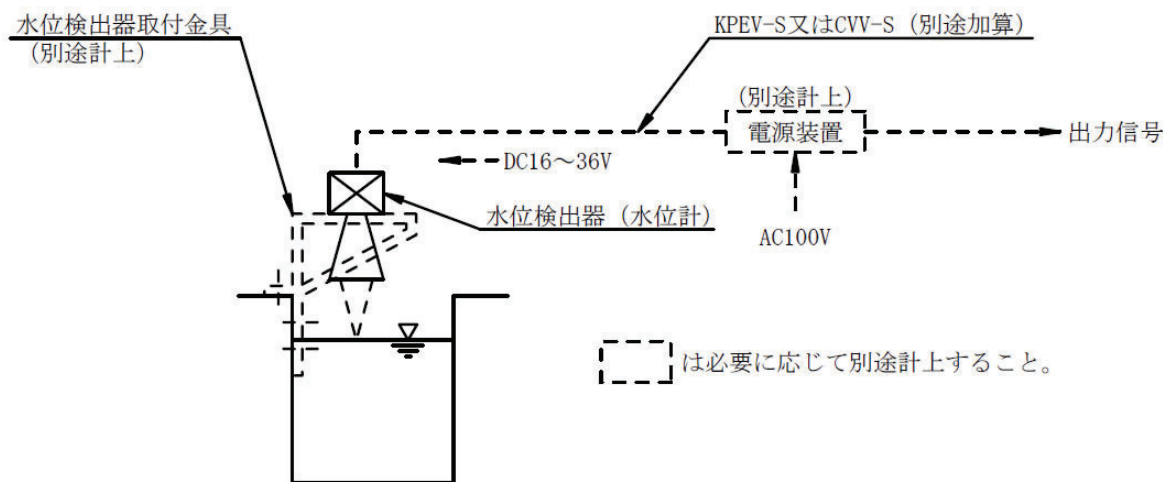 水位検出器取付金具
(別途計上)
KPEV-S又はCVV-S (別途加算)
(別途計上)
電源装置
出力信号
DC16～36V
水位検出器 (水位計)
AC100V
は必要に応じて別途計上すること。